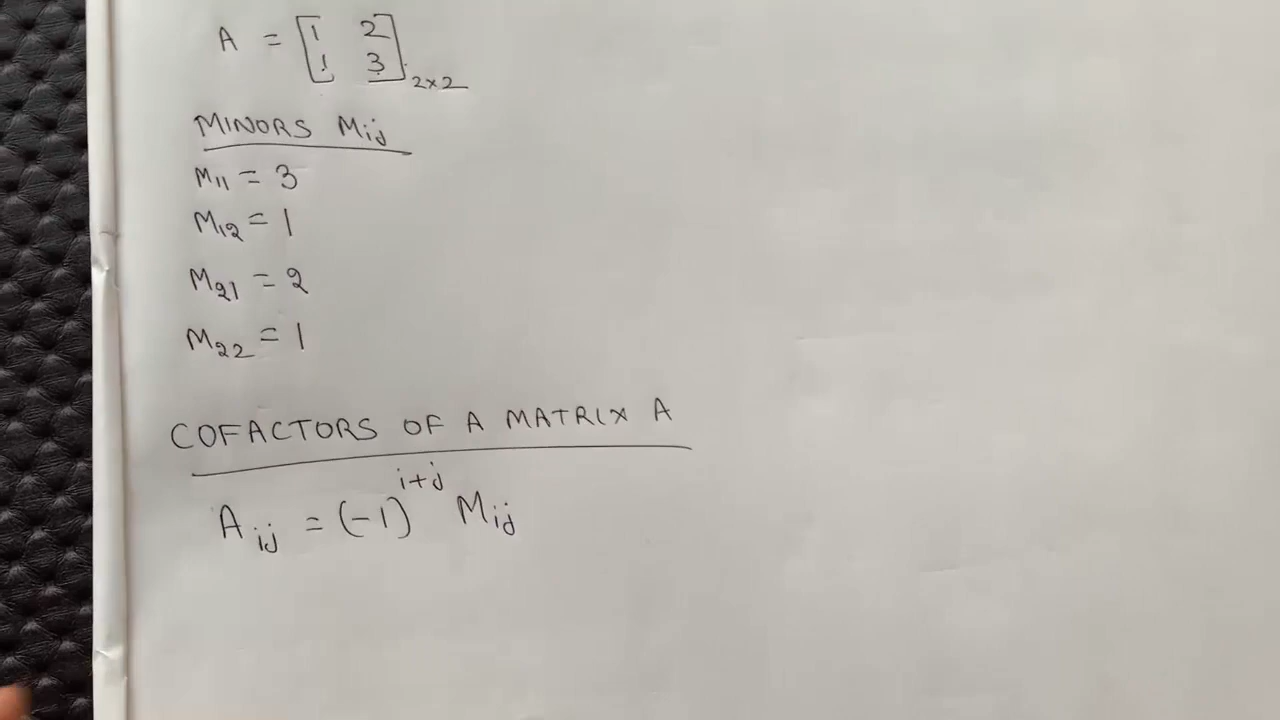 A = [1 2
1 3] 2×2
MINORS Mij
M11 = 3
M12 = 1
M21 = 2
M22 = 1
COFACTORS OF A MATRIX A
Aij = (-1)^i+j Mij